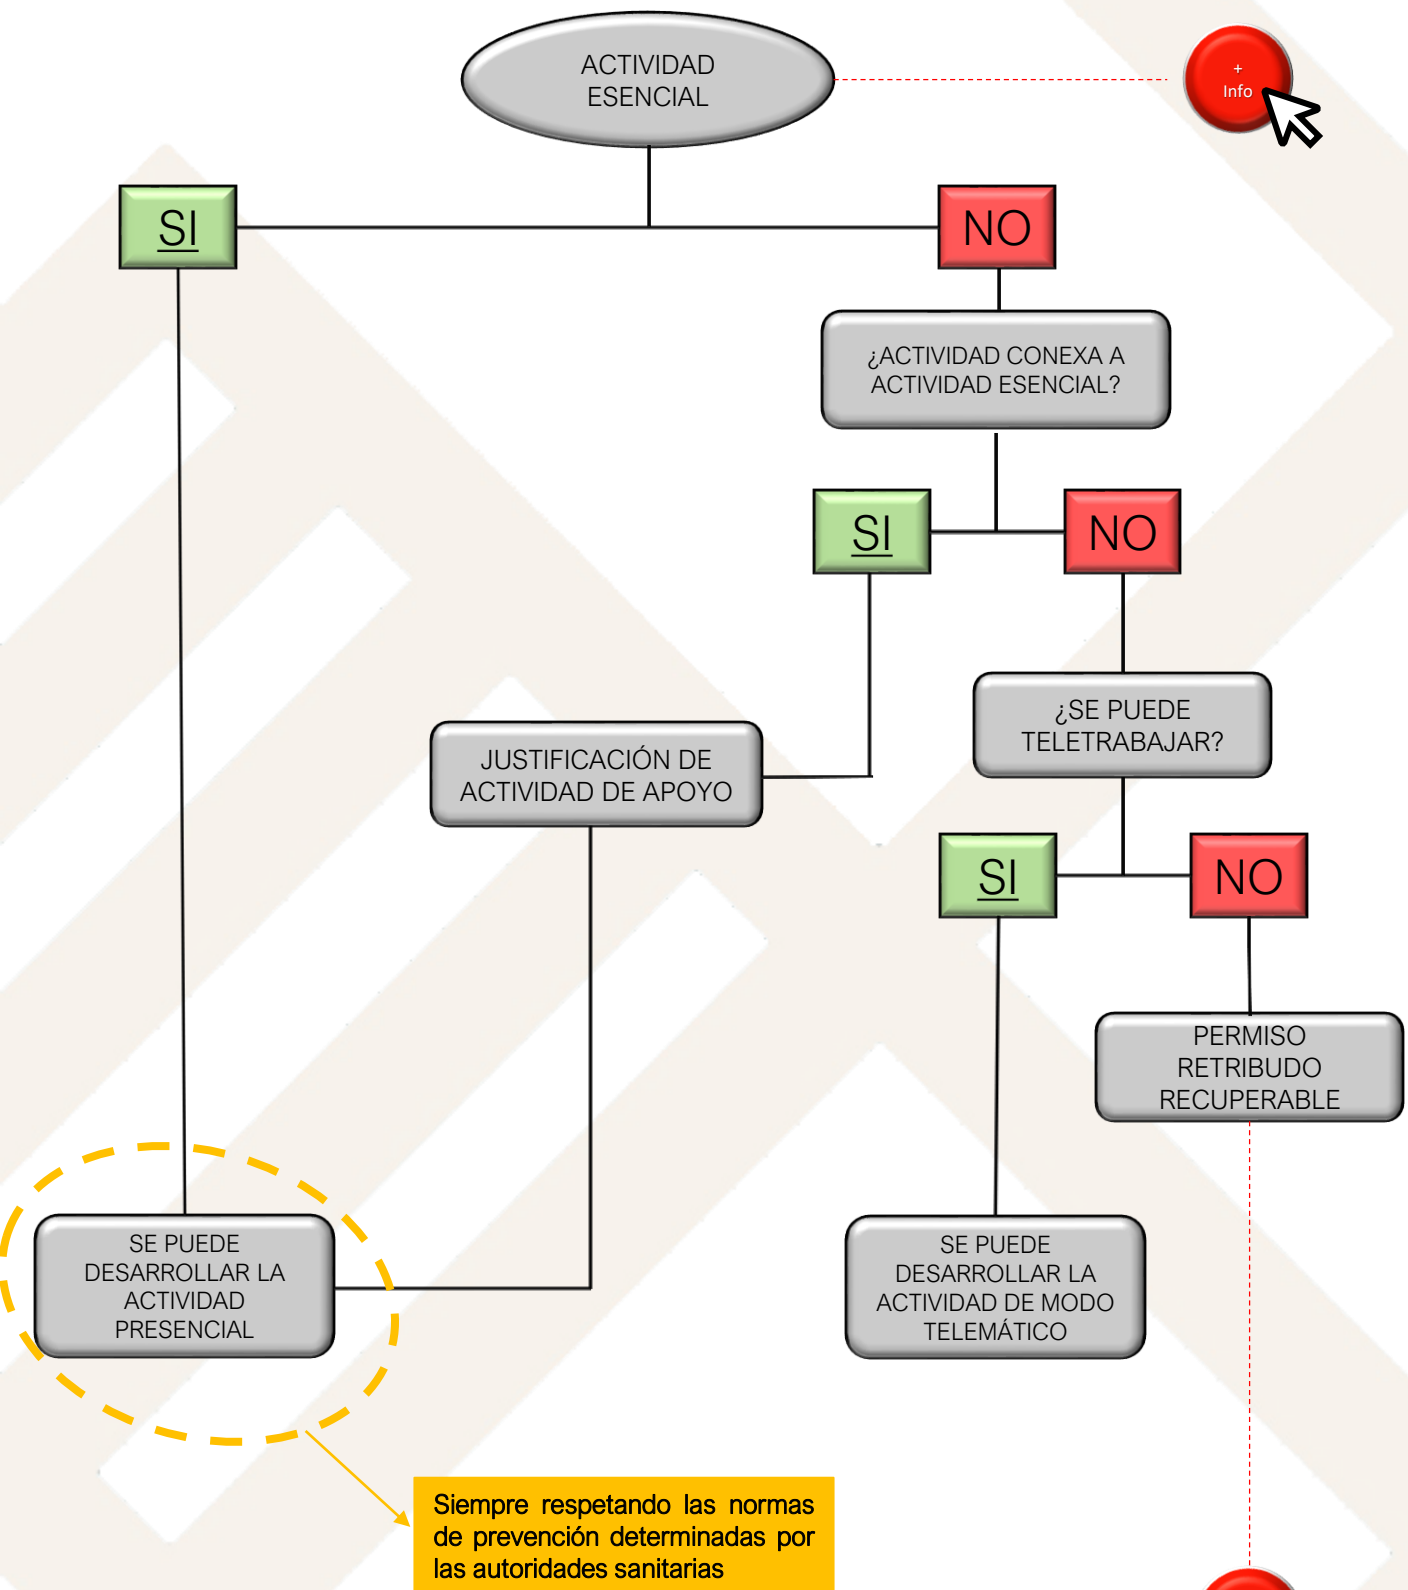 ACTIVIDAD
ESENCIAL
+
Info
SI
NO
¿ACTIVIDAD CONEXA A
ACTIVIDAD ESENCIAL?
SI
NO
¿SE PUEDE
TELETRABAJAR?
JUSTIFICACIÓN DE
ACTIVIDAD DE APOYO
SI
NO
PERMISO
RETRIBUDO
RECUPERABLE
SE PUEDE
DESARROLLAR LA
ACTIVIDAD
PRESENCIAL
SE PUEDE
DESARROLLAR LA
ACTIVIDAD DE MODO
TELEMÁTICO
Siempre respetando las normas
de prevención determinadas por
las autoridades sanitarias